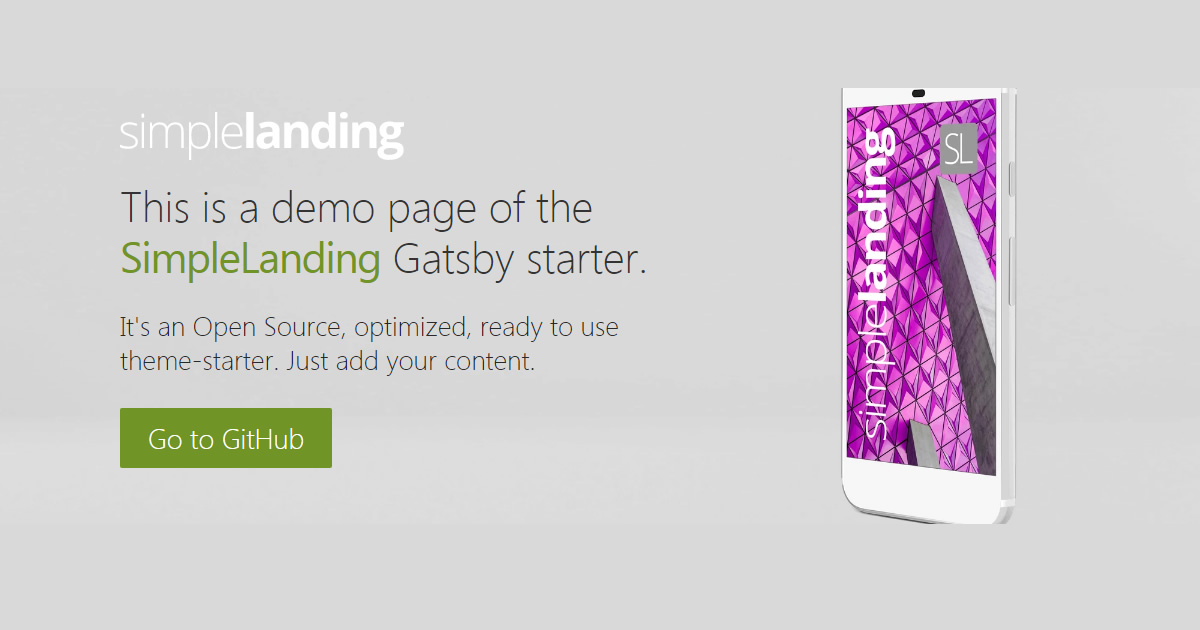 simplelanding
This is a demo page of the
SimpleLanding Gatsby starter.
It's an Open Source, optimized, ready to use
theme-starter. Just add your content.
Go to GitHub
simplelanding
SL